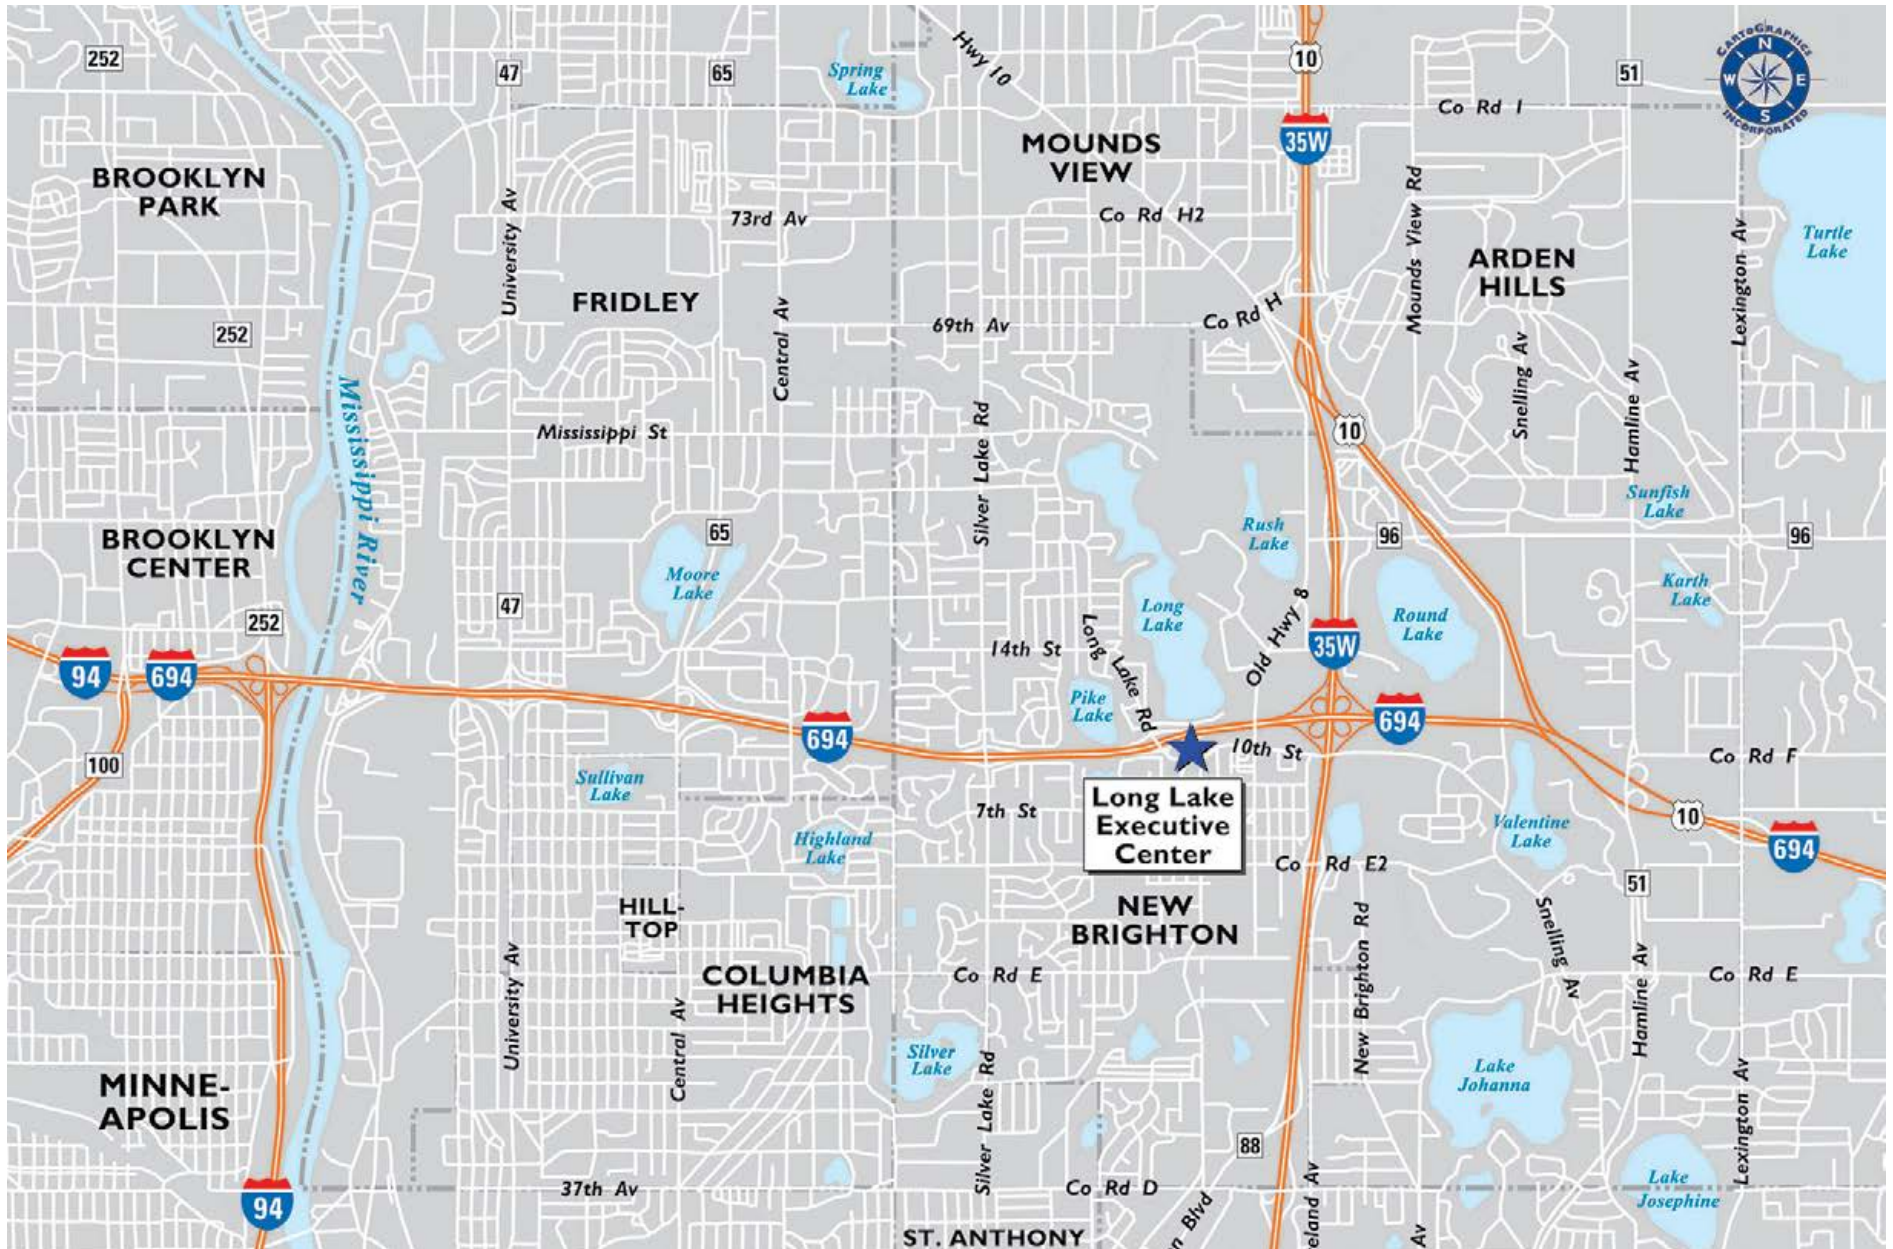 252
47
65
Spring
Lake
Hwy 10
10
51
CARTOGRAPHICS
N
W E
S
INCORPORATED
Co Rd I
35W
MOUNDS
VIEW
BROOKLYN
PARK
University Av
73rd Av
Co Rd H2
Mounds View Rd
ARDEN
HILLS
Lexington Av
Turtle
Lake
FRIDLEY
Central Av
69th Av
Co Rd H
252
Snelling Av
Hamline Av
Mississippi River
Mississippi St
Silver Lake Rd
10
Sunfish
Lake
BROOKLYN
CENTER
65
Rush
Lake
96
96
Moore
Lake
Karth
Lake
47
Long
Lake
Old Hwy 8
Round
Lake
252
14th St
Long Lake Rd
35W
94
694
Pike
Lake
694
694
10th St
100
Sullivan
Lake
Co Rd F
Long Lake
Executive
Center
7th St
10
Highland
Lake
Valentine
Lake
694
Co Rd E2
51
HILL-
TOP
NEW
BRIGHTON
New Brighton Rd
Snelling Av
University Av
COLUMBIA
HEIGHTS
Co Rd E
Co Rd E
Central Av
Hamline Av
Silver
Lake
Silver Lake Rd
Lake
Johanna
MINNE-
APOLIS
Lexington Av
88
94
37th Av
Co Rd D
Lake
Josephine
ST. ANTHONY
n Blvd
eland Av
Av